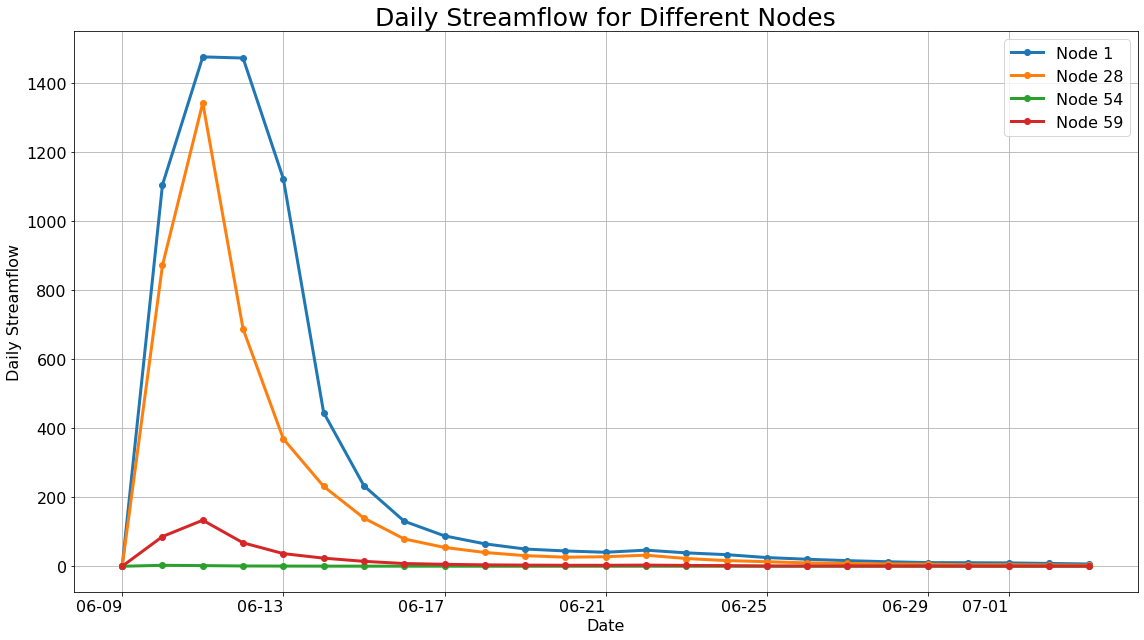 Daily Streamflow for Different Nodes
Node 1
Node 28
Node 54
Node 59
Daily Streamflow
1400
1200
1000
800
600
400
200
0
06-09 06-13 06-17 06-21 06-25 06-29 07-01
Date